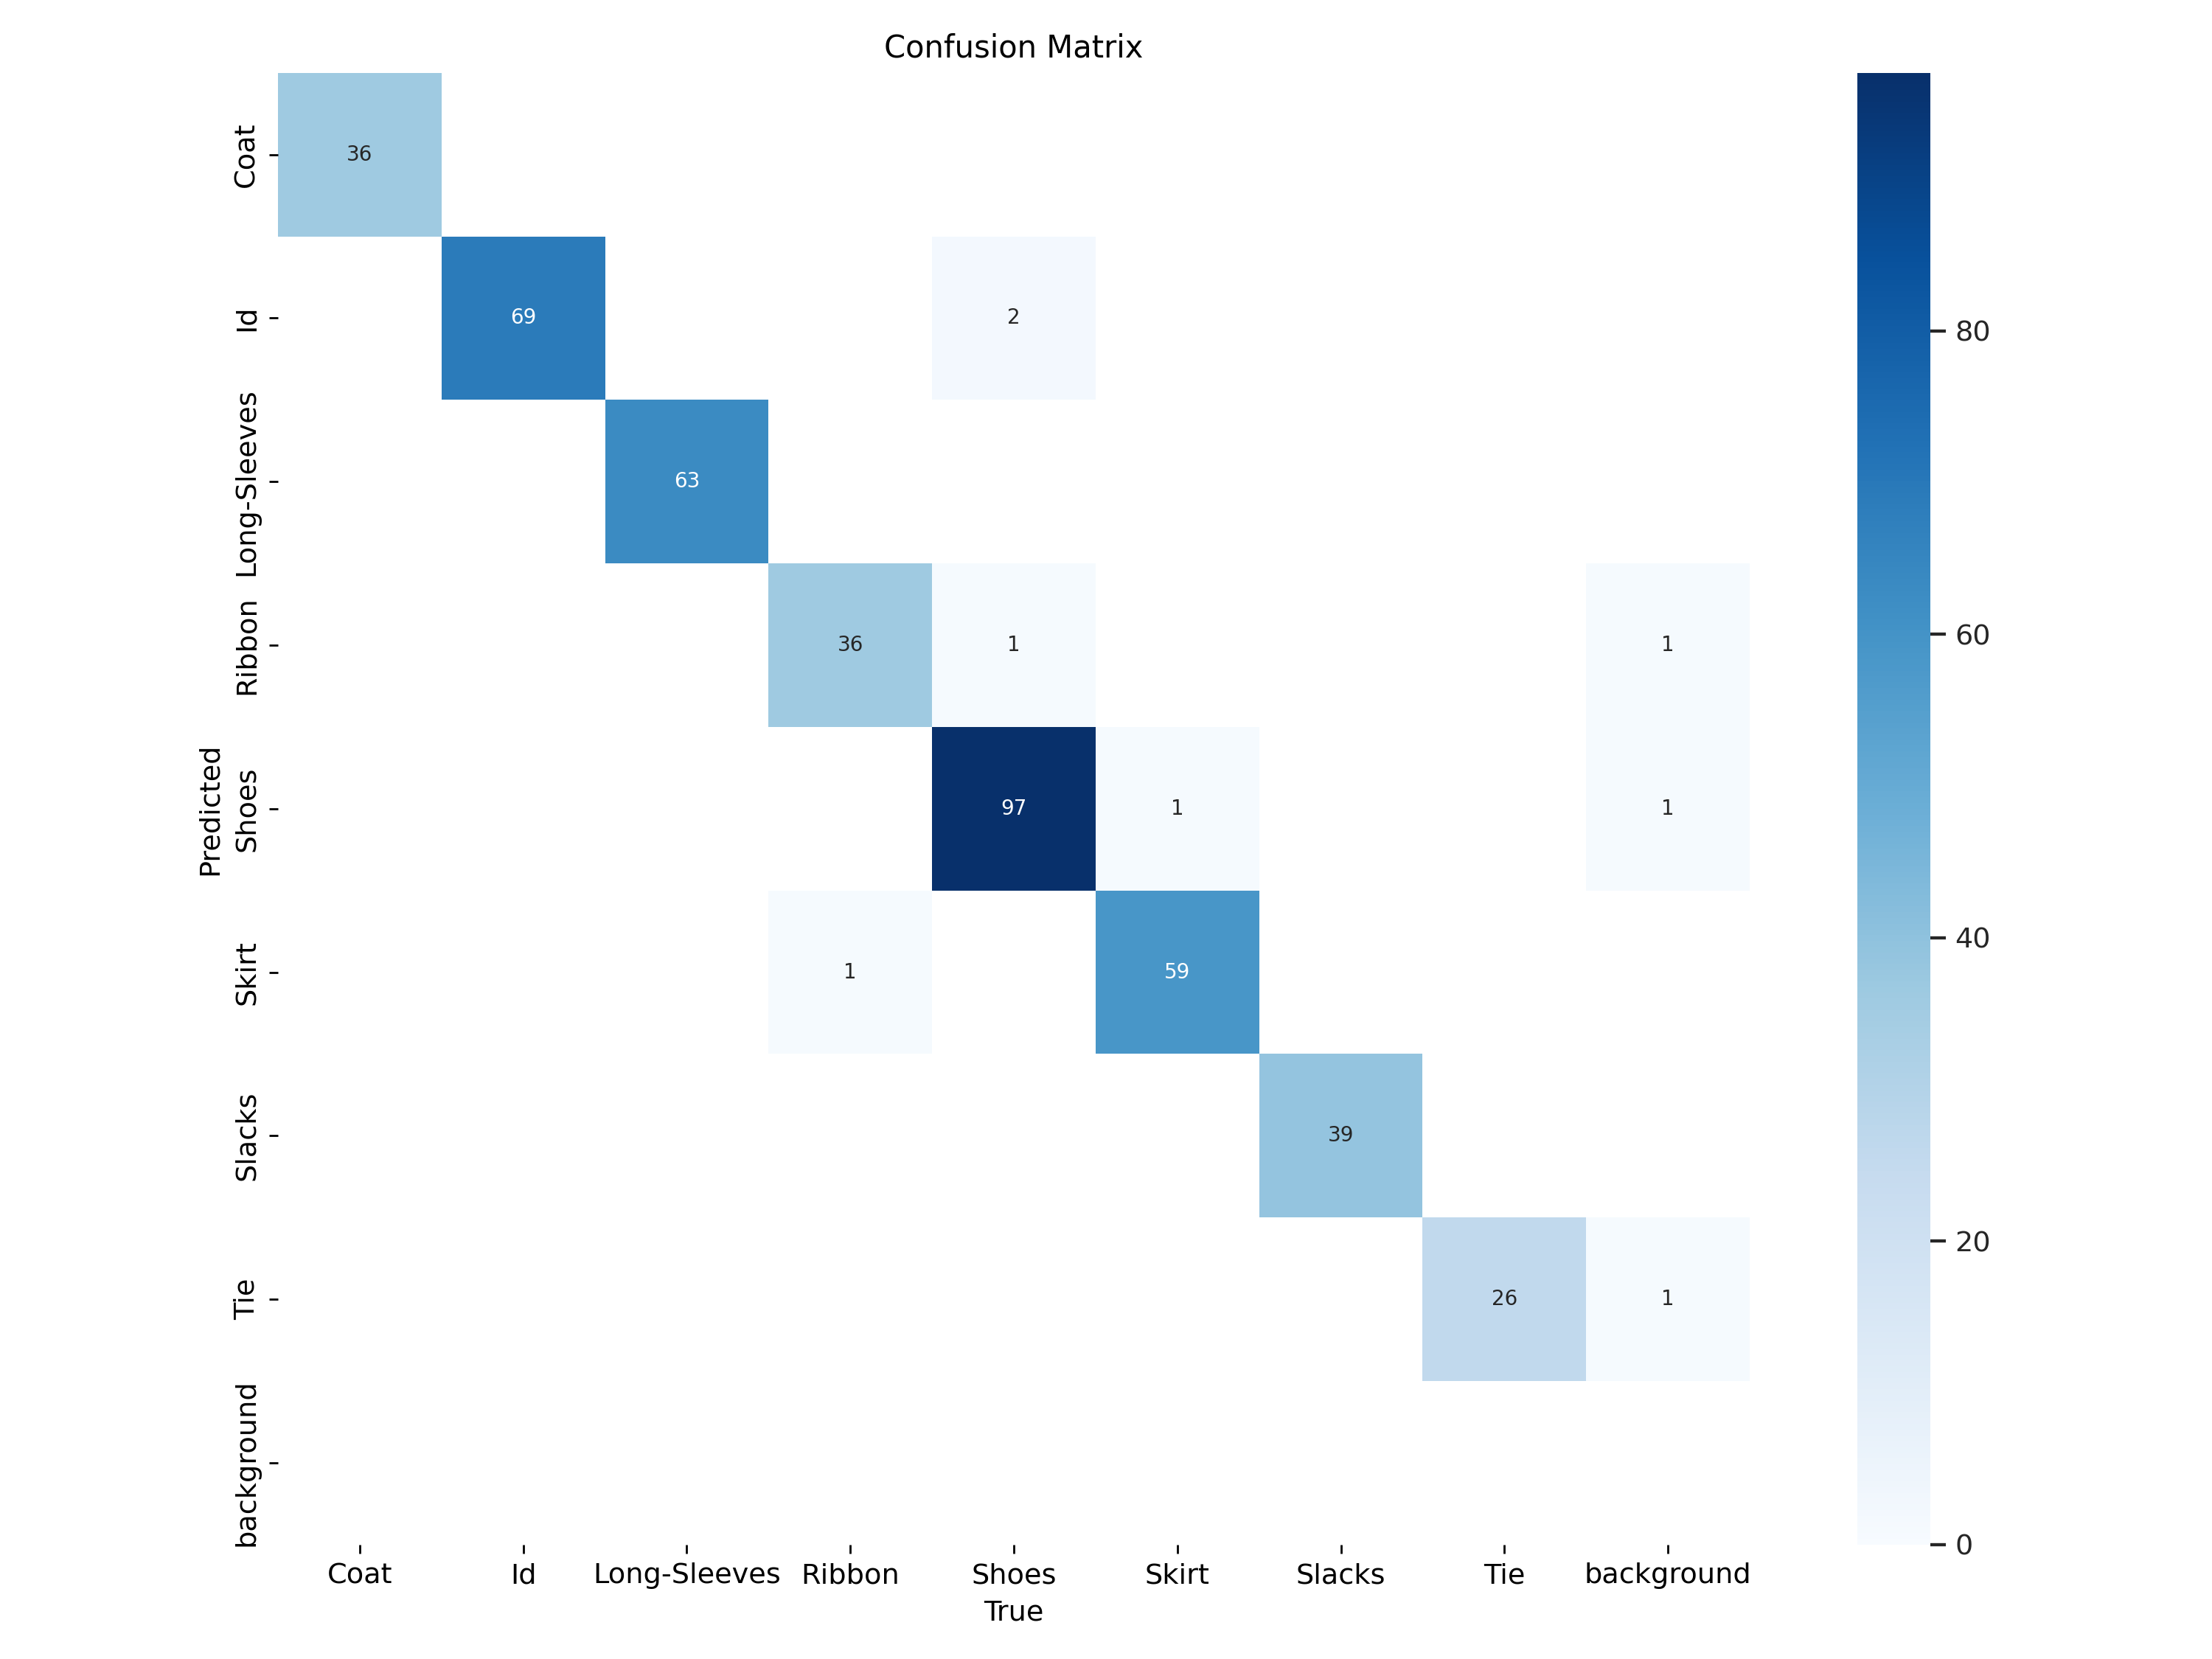 Confusion Matrix
Coat
36
Id
69
2
80
Long-Sleeves
63
Ribbon
36
1
1
60
Predicted
Shoes
97
1
1
Skirt
1
59
40
Slacks
39
Tie
26
1
20
background
0
Coat Id Long-Sleeves Ribbon Shoes Skirt Slacks Tie background
True